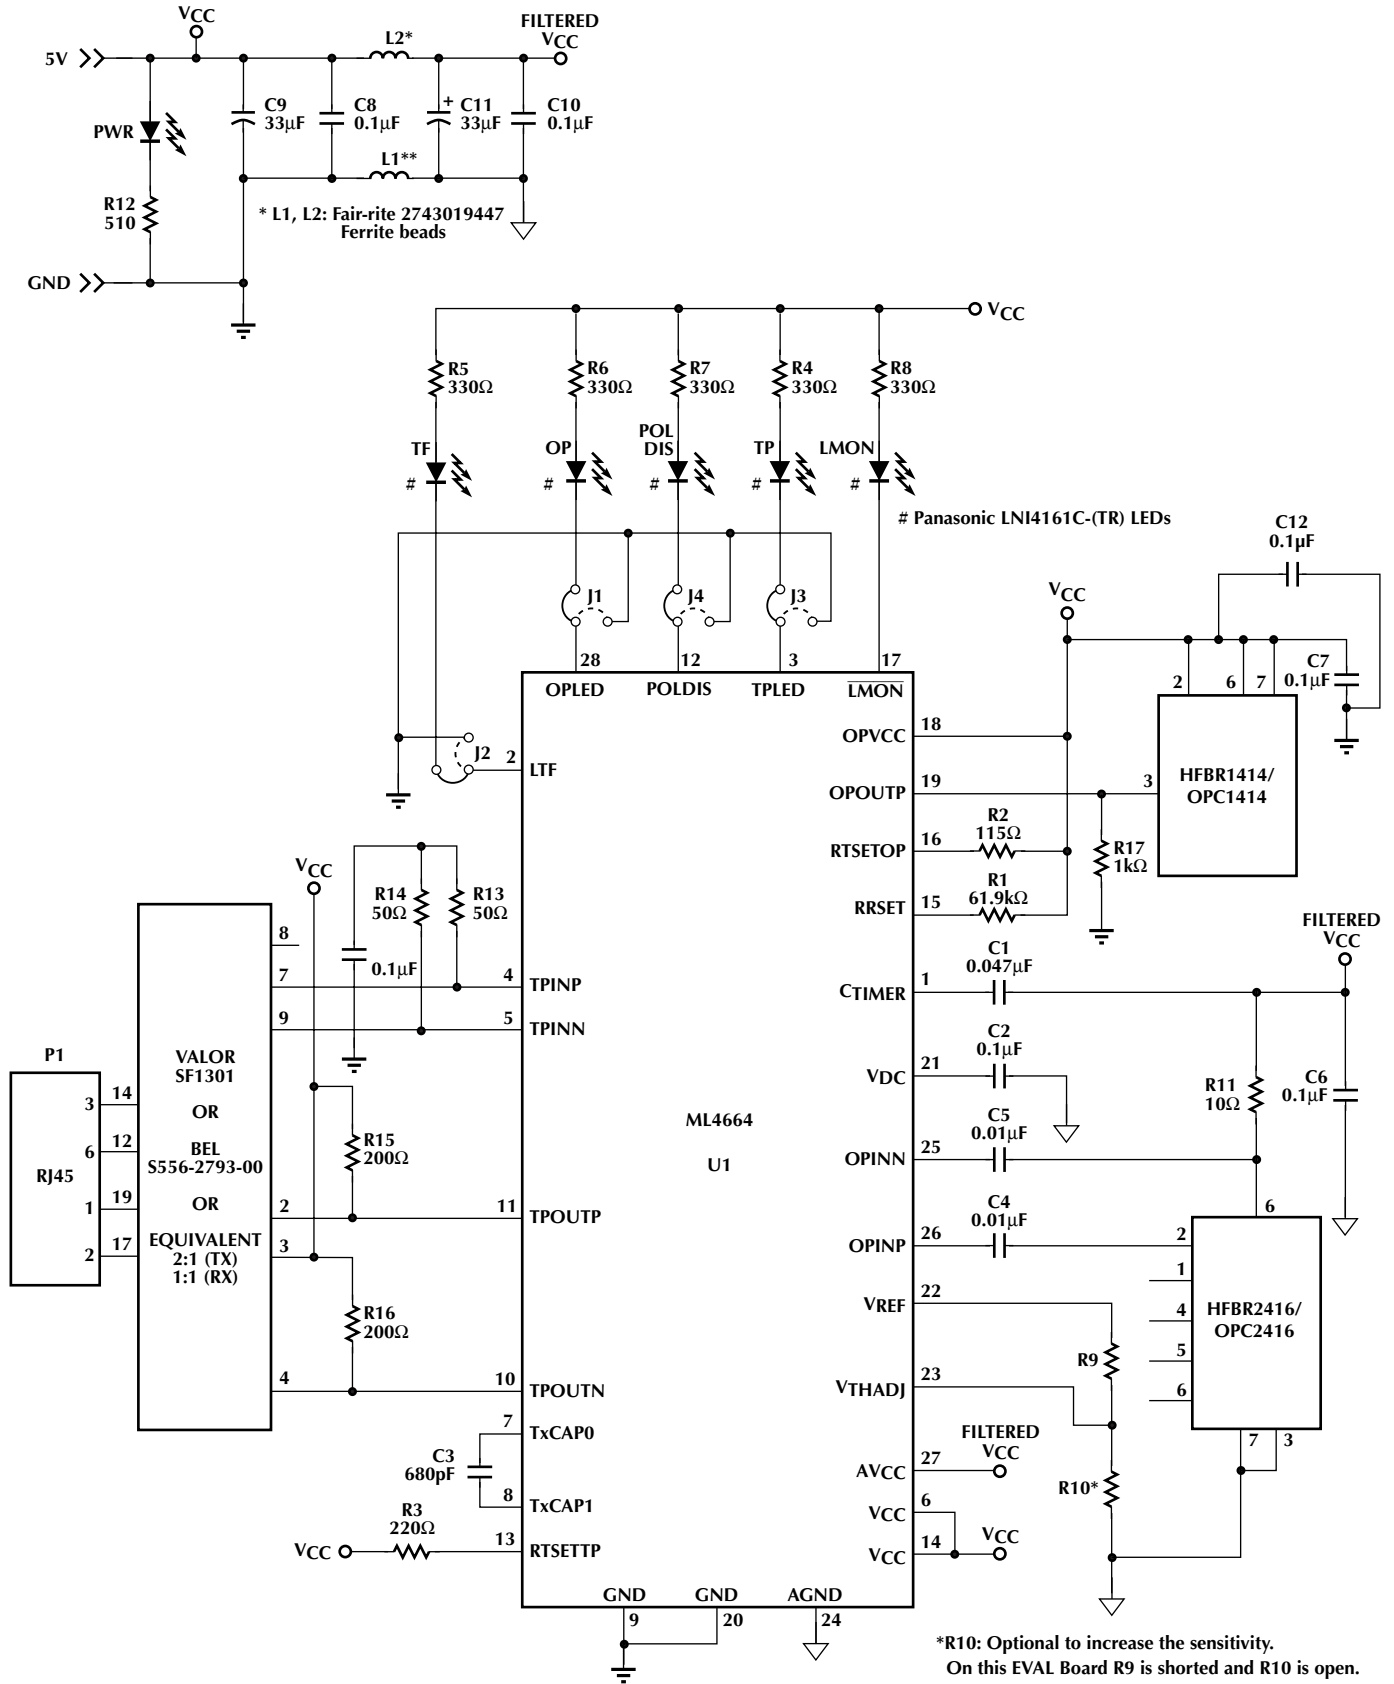 VCC
FILTERED
VCC
5V
L2*
C9
33µF
C8
0.1µF
+
C11
33µF
C10
0.1µF
PWR
L1**
R12
510
* L1, L2: Fair-rite 2743019447
Ferrite beads
GND
VCC
R5
330Ω
R6
330Ω
R7
330Ω
R4
330Ω
R8
330Ω
TF
#
OP
#
POL
DIS
#
TP
#
LMON
#
# Panasonic LNI4161C-(TR) LEDs
C12
0.1µF
J1
J4
J3
VCC
28
12
3
17
OPLED
POLDIS
TPLED
LMON
2
6
7
C7
0.1µF
J2
2
LTF
OPVCC
18
OPOUTP
19
3
HFBR1414/
OPC1414
RTSETOP
16
R2
115Ω
R17
1kΩ
RRSET
15
R1
61.9kΩ
VCC
R14
50Ω
R13
50Ω
0.1µF
8
7
4
TPINP
9
5
TPINN
CTIMER
1
C1
0.047µF
FILTERED
VCC
VDC
21
C2
0.1µF
R11
10Ω
C6
0.1µF
P1
RJ45
3
14
6
12
1
19
2
17
VALOR
SF1301
OR
BEL
S556-2793-00
OR
EQUIVALENT
2:1 (TX)
1:1 (RX)
ML4664
U1
R15
200Ω
OPINN
25
C5
0.01µF
2
11
TPOUTP
3
OPINP
26
C4
0.01µF
6
2
1
4
5
6
HFBR2416/
OPC2416
7
3
R16
200Ω
VREF
22
R9
4
10
TPOUTN
VTHADJ
23
7
TxCAP0
C3
680pF
8
TxCAP1
FILTERED
VCC
AVCC
27
R10*
VCC
6
VCC
14
VCC
R3
220Ω
VCC
13
RTSETTP
GND
GND
AGND
9
20
24
*R10: Optional to increase the sensitivity.
On this EVAL Board R9 is shorted and R10 is open.